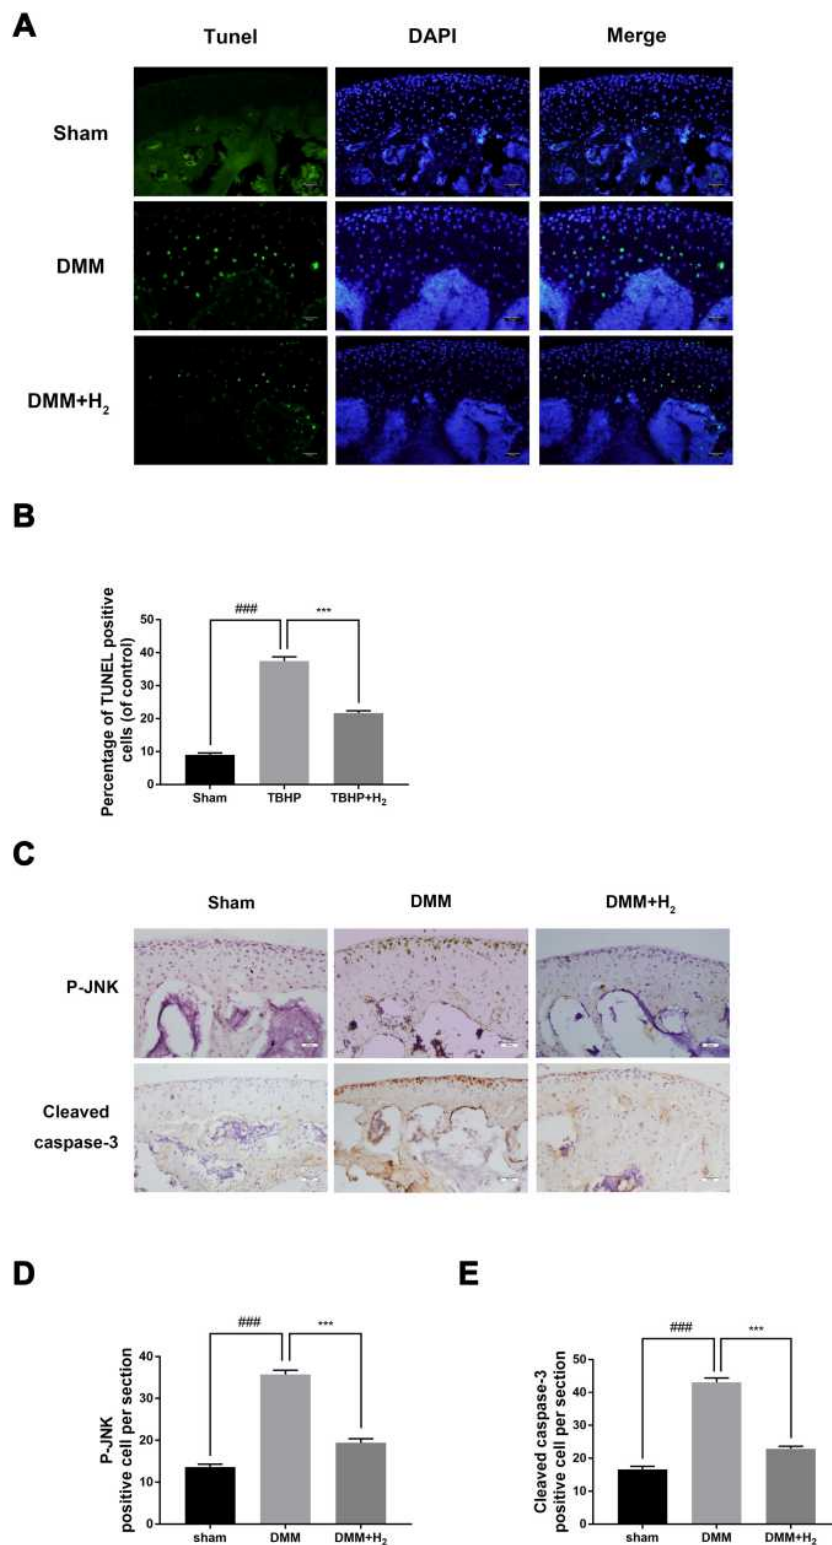 A
Tunel DAPI Merge
Sham
DMM
DMM+H₂
B
### ***
Percentage of TUNEL positive
cells (of control)
50
40
30
20
10
0
Sham TBHP TBHP+H₂
C
Sham DMM DMM+H₂
P-JNK
Cleaved
caspase-3
D
### ***
P-JNK
positive cell per section
40
30
20
10
0
sham DMM DMM+H₂
E
### ***
Cleaved caspase-3
positive cell per section
50
40
30
20
10
0
sham DMM DMM+H₂